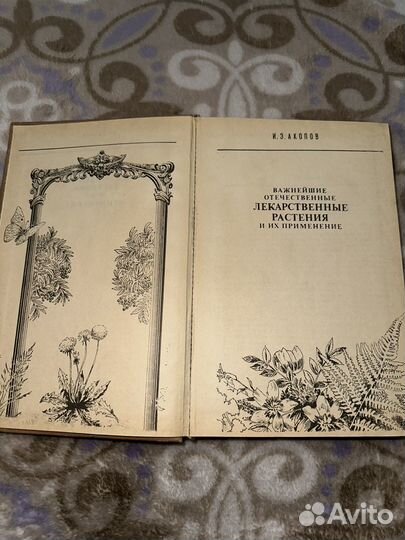 И.Э. АКОПОВ
ВАЖНЕЙШИЕ
ОТЕЧЕСТВЕННЫЕ
ЛЕКАРСТВЕННЫЕ
РАСТЕНИЯ
И ИХ ПРИМЕНЕНИЕ
Avito